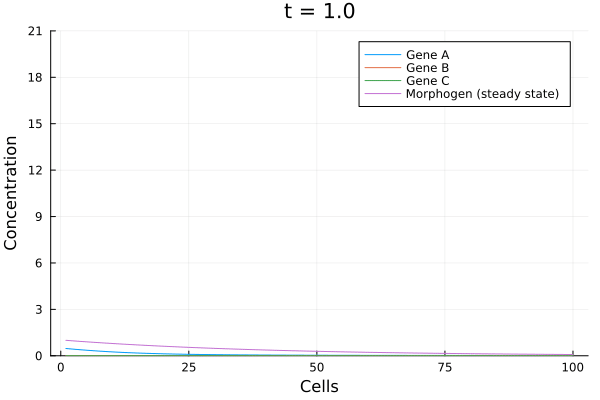 t = 1.0
21
18
15
12
9
6
3
0
Concentration
Gene A
Gene B
Gene C
Morphogen (steady state)
0 25 50 75 100
Cells